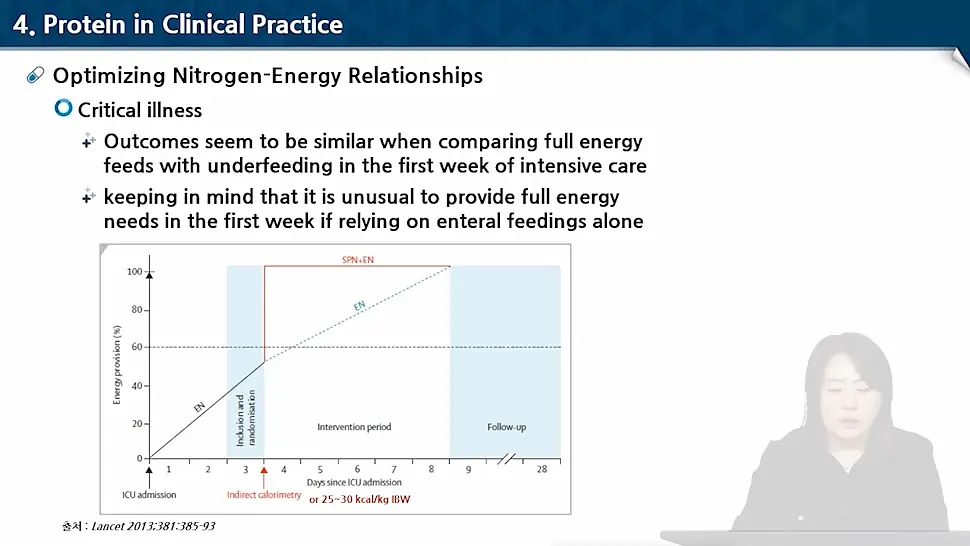 4. Protein in Clinical Practice
Optimizing Nitrogen-Energy Relationships
Critical illness
Outcomes seem to be similar when comparing full energy
feeds with underfeeding in the first week of intensive care
keeping in mind that it is unusual to provide full energy
needs in the first week if relying on enteral feedings alone
SPN+EN
100
80
60
40
20
0
Energy provision (%)
EN
EN
Inclusion and
randomisation
Intervention period
Follow-up
1 2 3 4 5 6 7 8 9 28
Days since ICU admission
ICU admission
Indirect calorimetry
or 25~30 kcal/kg IBW
출처 : Lancet 2013;381:385-93